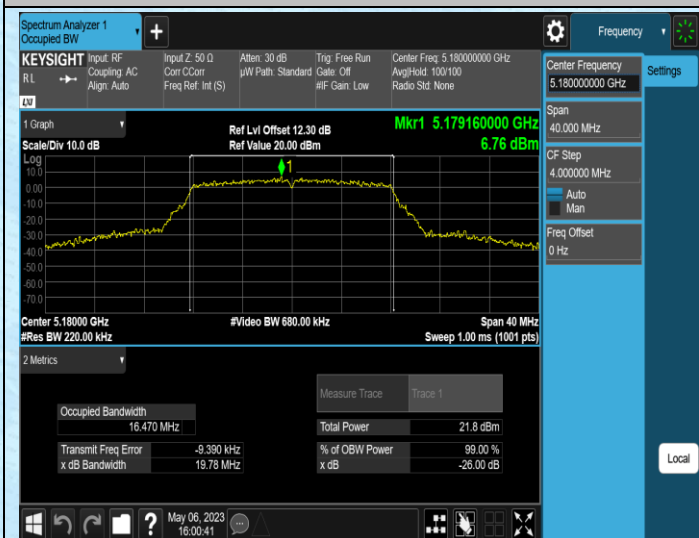 Spectrum Analyzer 1
Occupied BW
+
Frequency
KEYSIGHT
RL
LXI
Input: RF
Coupling: AC
Align: Auto
Input Z: 50 Ω
Corr CCorr
Freq Ref: Int (S)
Atten: 30 dB
µW Path: Standard
Trig: Free Run
Gate: Off
#IF Gain: Low
Center Freq: 5.180000000 GHz
Avg|Hold: 100/100
Radio Std: None
Center Frequency
5.180000000 GHz
Settings
Span
40.000 MHz
CF Step
4.000000 MHz
Auto
Man
Freq Offset
0 Hz
Local
1 Graph
Scale/Div 10.0 dB
Ref Lvl Offset 12.30 dB
Ref Value 20.00 dBm
Mkr1 5.179160000 GHz
6.76 dBm
Log
10.0
0.00
-10.0
-20.0
-30.0
-40.0
-50.0
-60.0
-70.0
1
Center 5.18000 GHz
#Res BW 220.00 kHz
#Video BW 680.00 kHz
Span 40 MHz
Sweep 1.00 ms (1001 pts)
2 Metrics
Measure Trace Trace 1
Occupied Bandwidth
16.470 MHz
Total Power 21.8 dBm
Transmit Freq Error -9.390 kHz
% of OBW Power 99.00 %
x dB Bandwidth 19.78 MHz
x dB -26.00 dB
?
May 06, 2023
16:00:41